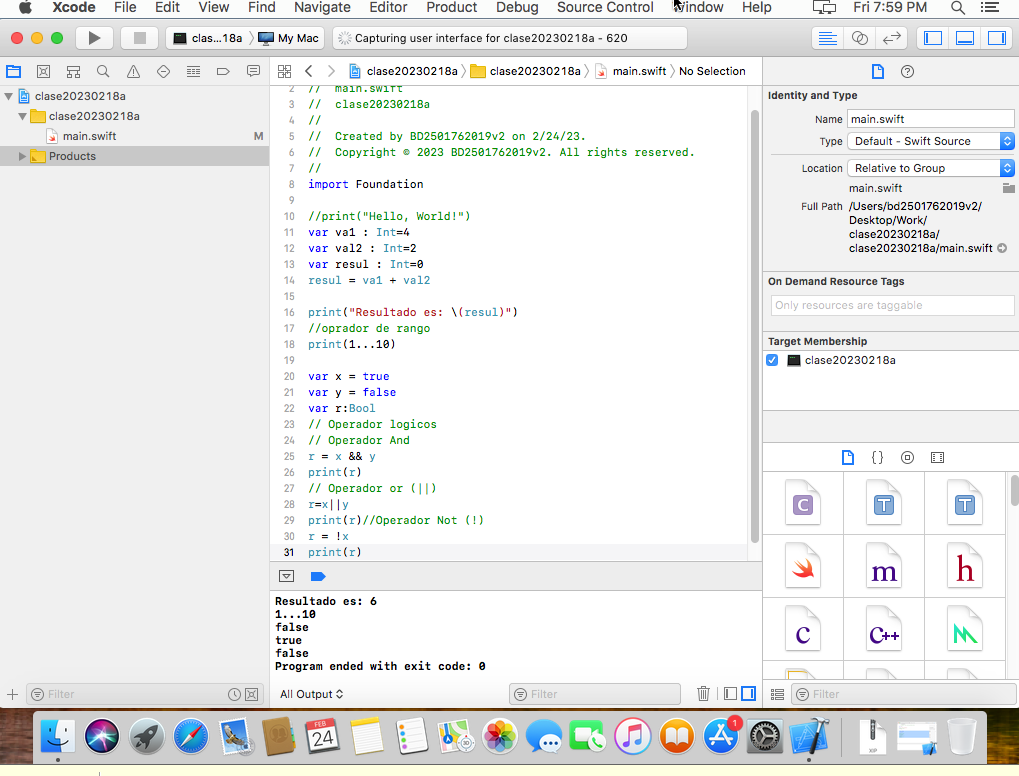 Xcode File Edit View Find Navigate Editor Product Debug Source Control Window Help Fri 7:59 PM
clas...18a My Mac Capturing user interface for clase20230218a - 620
clase20230218a clase20230218a main.swift No Selection
clase20230218a
clase20230218a
main.swift M
Products
2 // main.swift
3 // clase20230218a
4 //
5 // Created by BD2501762019v2 on 2/24/23.
6 // Copyright © 2023 BD2501762019v2. All rights reserved.
7 //
8 import Foundation
9
10 //print("Hello, World!")
11 var va1 : Int=4
12 var val2 : Int=2
13 var resul : Int=0
14 resul = va1 + val2
15
16 print("Resultado es: \(resul)")
17 //oprador de rango
18 print(1...10)
19
20 var x = true
21 var y = false
22 var r:Bool
23 // Operador logicos
24 // Operador And
25 r = x && y
26 print(r)
27 // Operador or (||)
28 r=x||y
29 print(r)//Operador Not (!)
30 r = !x
31 print(r)
Resultado es: 6
1...10
false
true
false
Program ended with exit code: 0
Filter
All Output
Filter
Identity and Type
Name main.swift
Type Default - Swift Source
Location Relative to Group
main.swift
Full Path /Users/bd2501762019v2/
Desktop/Work/
clase20230218a/
clase20230218a/main.swift
On Demand Resource Tags
Only resources are taggable
Target Membership
clase20230218a
{ }
C T T
m h
c C++
Filter
FEB
24
3D
1
ZIP